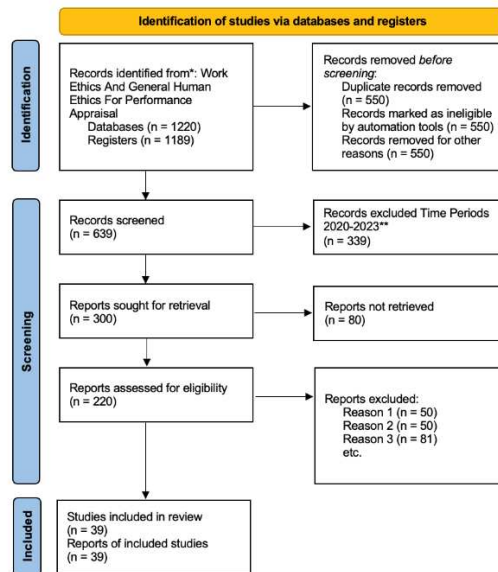 Identification of studies via databases and registers
Identification
Records identified from*: Work
Ethics And General Human
Ethics For Performance
Appraisal
Databases (n = 1220)
Registers (n = 1189)
Records removed before
screening:
Duplicate records removed
(n = 550)
Records marked as ineligible
by automation tools (n = 550)
Records removed for other
reasons (n = 550)
Screening
Records screened
(n = 639)
Records excluded Time Periods
2020-2023**
(n = 339)
Reports sought for retrieval
(n = 300)
Reports not retrieved
(n = 80)
Reports assessed for eligibility
(n = 220)
Reports excluded:
Reason 1 (n = 50)
Reason 2 (n = 50)
Reason 3 (n = 81)
etc.
Included
Studies included in review
(n = 39)
Reports of included studies
(n = 39)